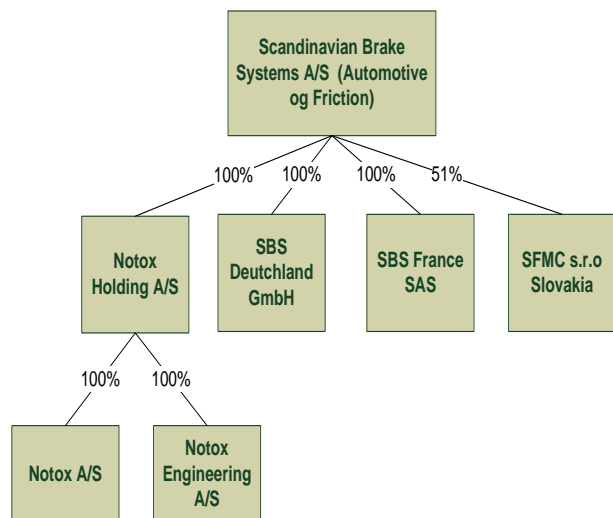 Scandinavian Brake
Systems A/S (Automotive
og Friction)
100%
100%
100%
51%
Notox
Holding A/S
SBS
Deutchland
GmbH
SBS France
SAS
SFMC s.r.o
Slovakia
100%
100%
Notox A/S
Notox
Engineering
A/S